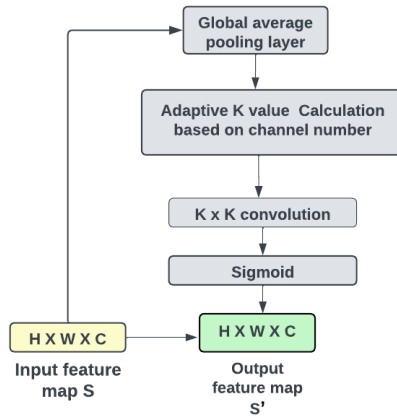 Global average
pooling layer
Adaptive K value Calculation
based on channel number
K x K convolution
Sigmoid
H X W X C
H X W X C
Input feature
map S
Output
feature map
S’